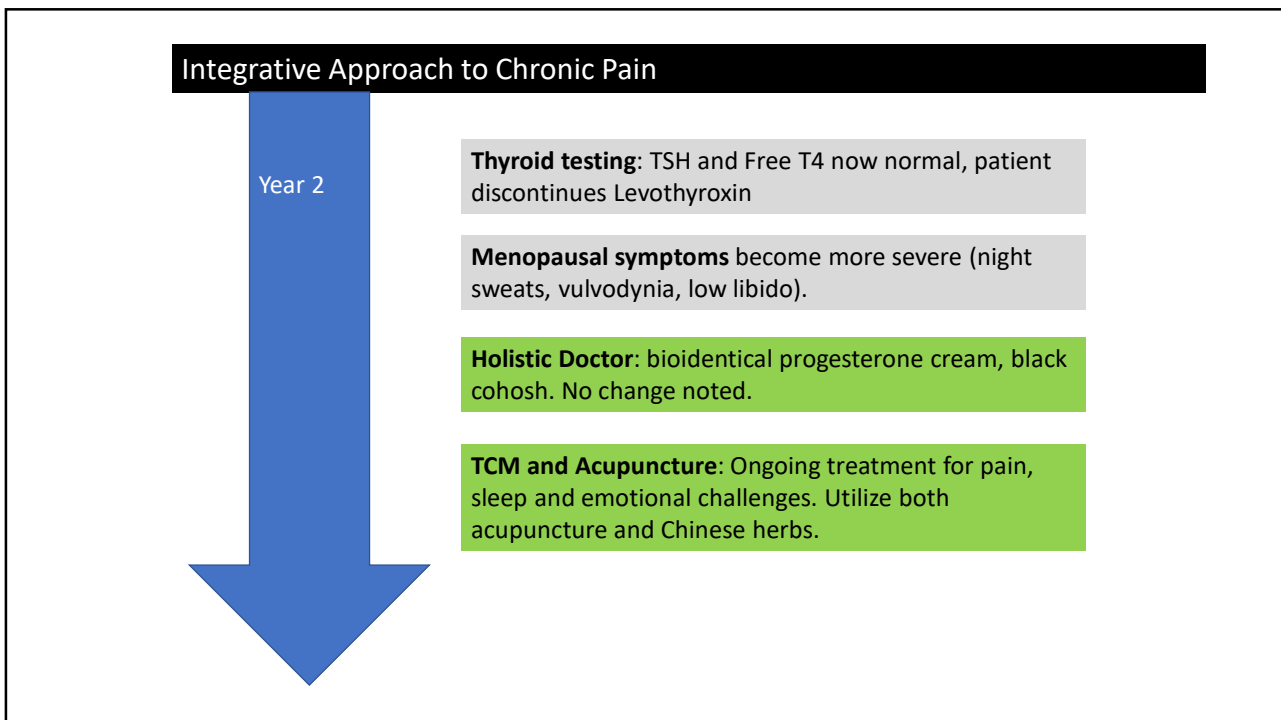 Integrative Approach to Chronic Pain
Year 2
Thyroid testing: TSH and Free T4 now normal, patient
discontinues Levothyroxin
Menopausal symptoms become more severe (night
sweats, vulvodynia, low libido).
Holistic Doctor: bioidentical progesterone cream, black
cohosh. No change noted.
TCM and Acupuncture: Ongoing treatment for pain,
sleep and emotional challenges. Utilize both
acupuncture and Chinese herbs.